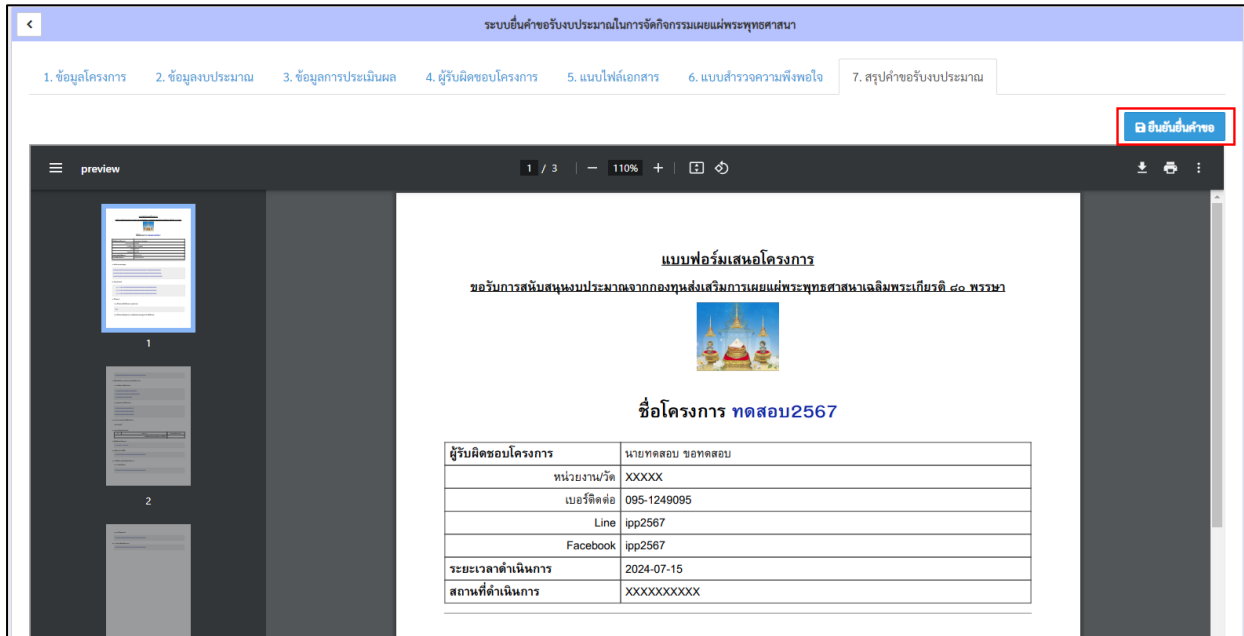 ระบบยื่นคำขอรับงบประมาณในการจัดกิจกรรมเผยแผ่พระพุทธศาสนา
1. ข้อมูลโครงการ 2. ข้อมูลงบประมาณ 3. ข้อมูลการประเมินผล 4. ผู้รับผิดชอบโครงการ 5. แนบไฟล์เอกสาร 6. แบบสำรวจความพึงพอใจ 7. สรุปคำขอรับงบประมาณ
ยืนยันยื่นคำขอ
preview 1 / 3 110%
แบบฟอร์มเสนอโครงการ
ขอรับการสนับสนุนงบประมาณจากกองทุนส่งเสริมการเผยแผ่พระพุทธศาสนาเฉลิมพระเกียรติ ๘๐ พรรษา
ชื่อโครงการ ทดสอบ2567
ผู้รับผิดชอบโครงการ นายทดสอบ ขอทดสอบ
หน่วยงาน/วัด XXXXX
เบอร์ติดต่อ 095-1249095
Line ipp2567
Facebook ipp2567
ระยะเวลาดำเนินการ 2024-07-15
สถานที่ดำเนินการ XXXXXXXXXX
1
2